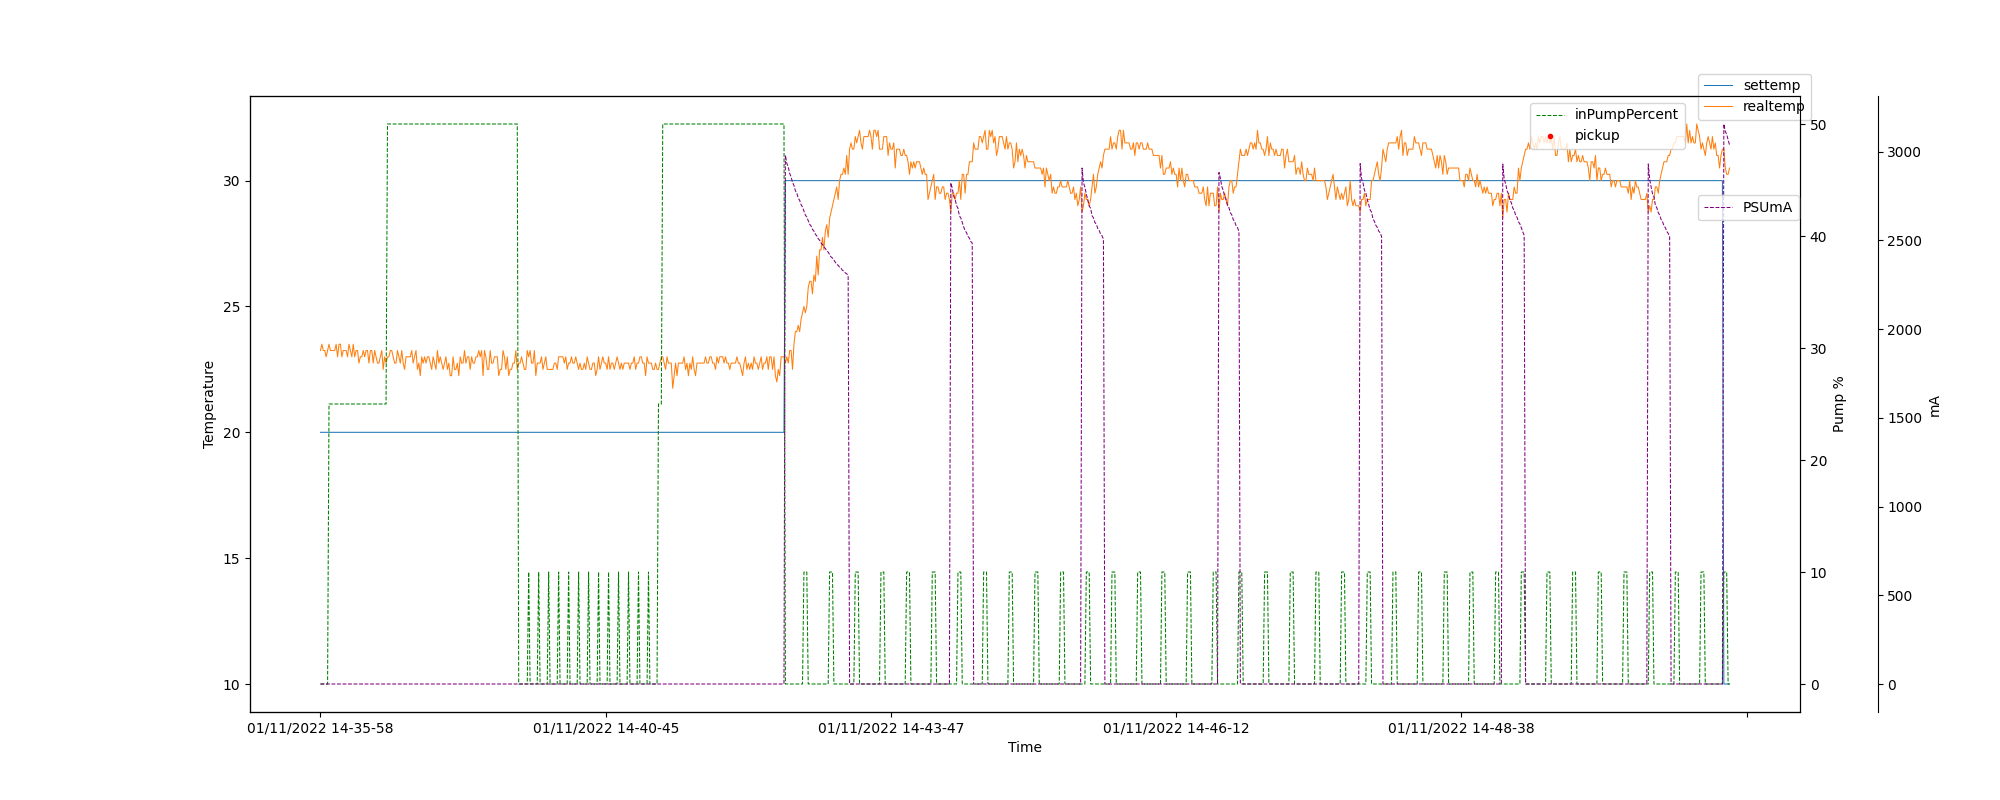 settemp
realtemp
inPumpPercent
pickup
PSUmA
30
25
20
15
10
Temperature
50
40
30
20
10
0
Pump %
3000
2500
2000
1500
1000
500
0
mA
01/11/2022 14-35-58
01/11/2022 14-40-45
01/11/2022 14-43-47
01/11/2022 14-46-12
01/11/2022 14-48-38
Time